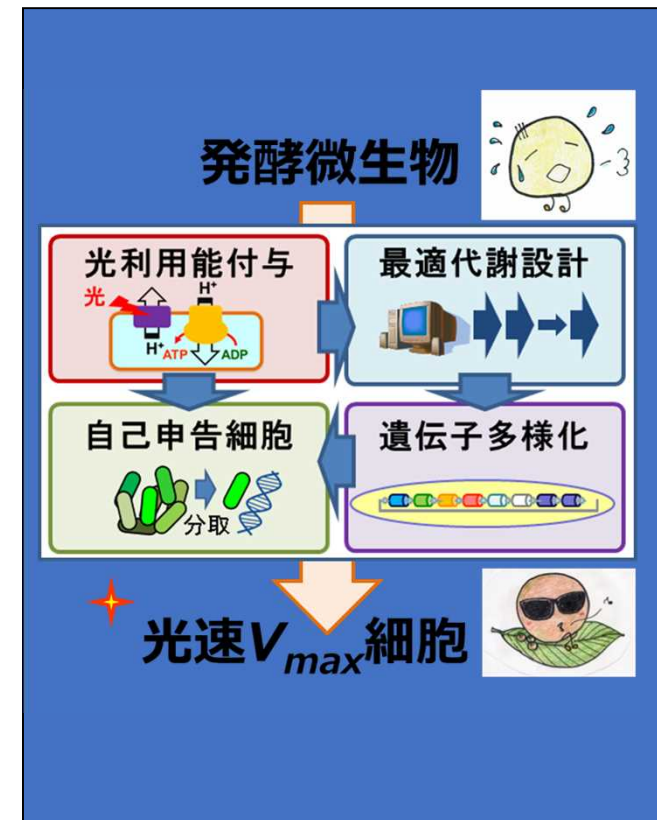 発酵微生物
光利用能付与
光
H⁺
H⁺
ATP
ADP
最適代謝設計
自己申告細胞
分取
遺伝子多様化
光速Vmax細胞